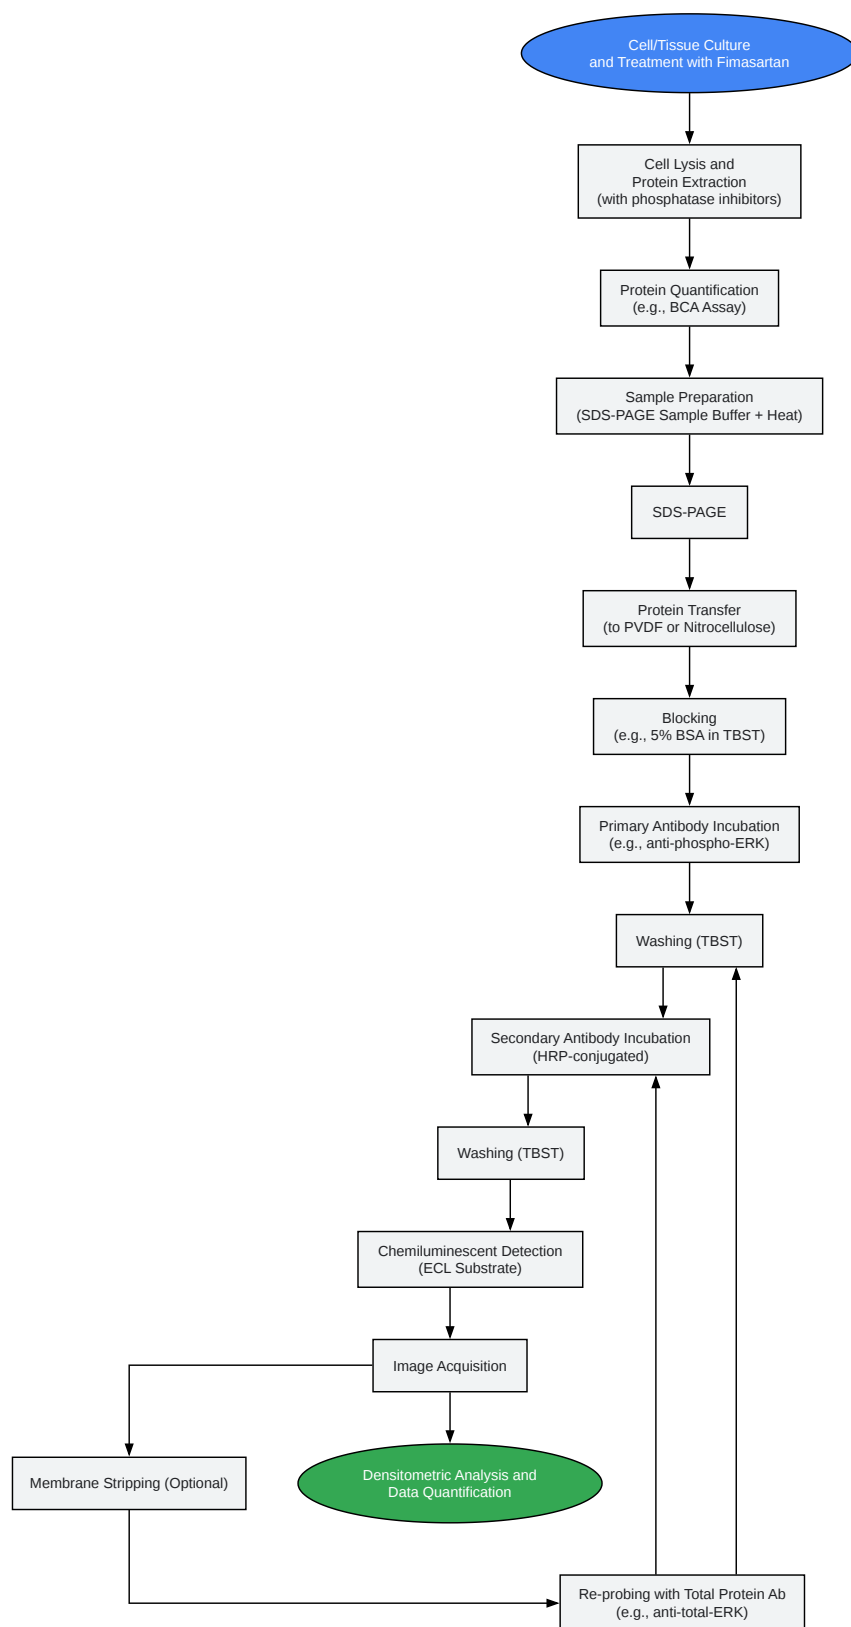 Cell/Tissue Culture
and Treatment with Fimasartan
Cell Lysis and
Protein Extraction
(with phosphatase inhibitors)
Protein Quantification
(e.g., BCA Assay)
Sample Preparation
(SDS-PAGE Sample Buffer + Heat)
SDS-PAGE
Protein Transfer
(to PVDF or Nitrocellulose)
Blocking
(e.g., 5% BSA in TBST)
Primary Antibody Incubation
(e.g., anti-phospho-ERK)
Washing (TBST)
Secondary Antibody Incubation
(HRP-conjugated)
Washing (TBST)
Chemiluminescent Detection
(ECL Substrate)
Image Acquisition
Membrane Stripping (Optional)
Densitometric Analysis and
Data Quantification
Re-probing with Total Protein Ab
(e.g., anti-total-ERK)